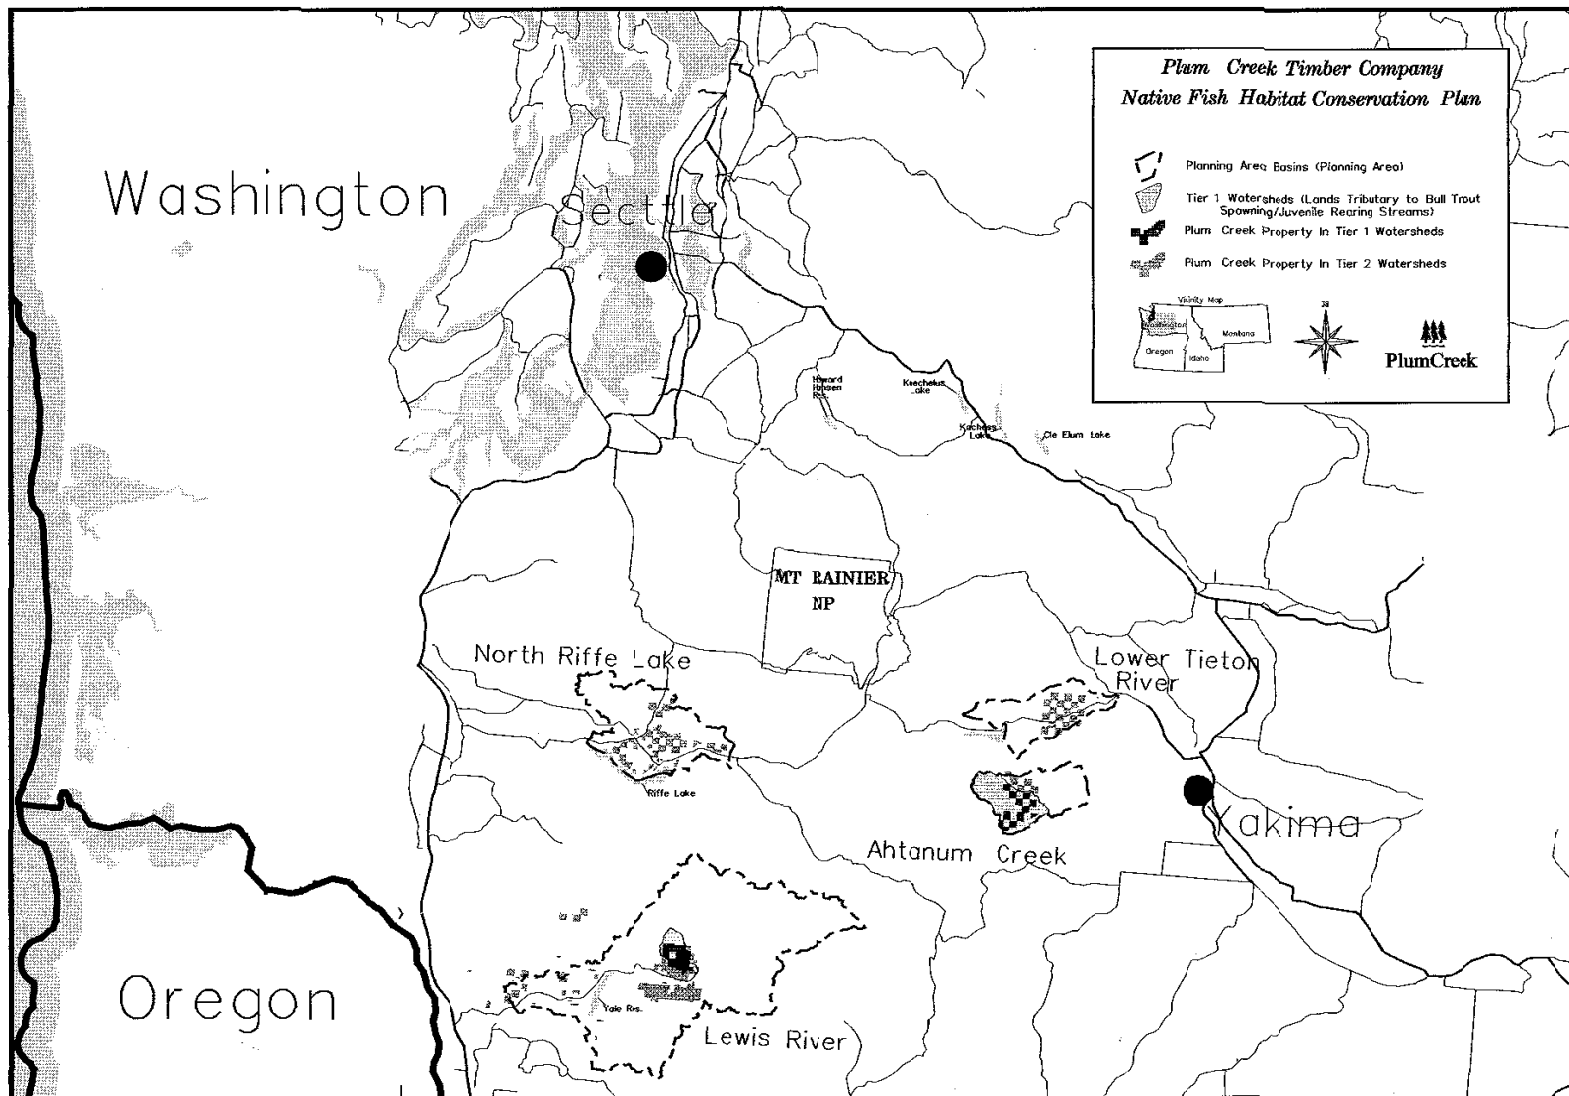 Plum Creek Timber Company
Native Fish Habitat Conservation Plan
Planning Area Basins (Planning Area)
Tier 1 Watersheds (Lands Tributary to Bull Trout
Spawning/Juvenile Rearing Streams)
Plum Creek Property In Tier 1 Watersheds
Plum Creek Property In Tier 2 Watersheds
Vicinity Map
Washington
Montana
Oregon
Idaho
PlumCreek
Washington
Seattle
Howard
Hansen
Res.
Keechelus
Lake
Kachess
Lake
Cle Elum Lake
MT RAINIER
NP
North Riffe Lake
Lower Tieton
River
Riffe Lake
Yakima
Ahtanum Creek
Oregon
Yale Res.
Lewis River